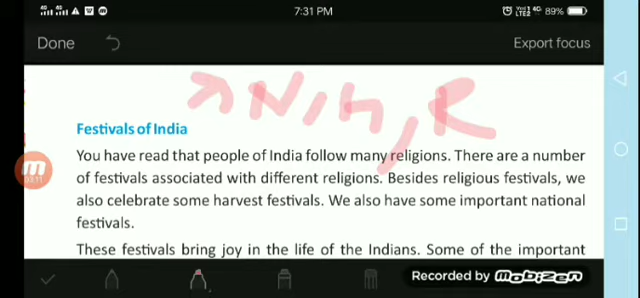 7:31 PM
89%
Done
Export focus
→ N, H, R
Festivals of India
You have read that people of India follow many religions. There are a number
of festivals associated with different religions. Besides religious festivals, we
also celebrate some harvest festivals. We also have some important national
festivals.
These festivals bring joy in the life of the Indians. Some of the important
Recorded by Mobizen